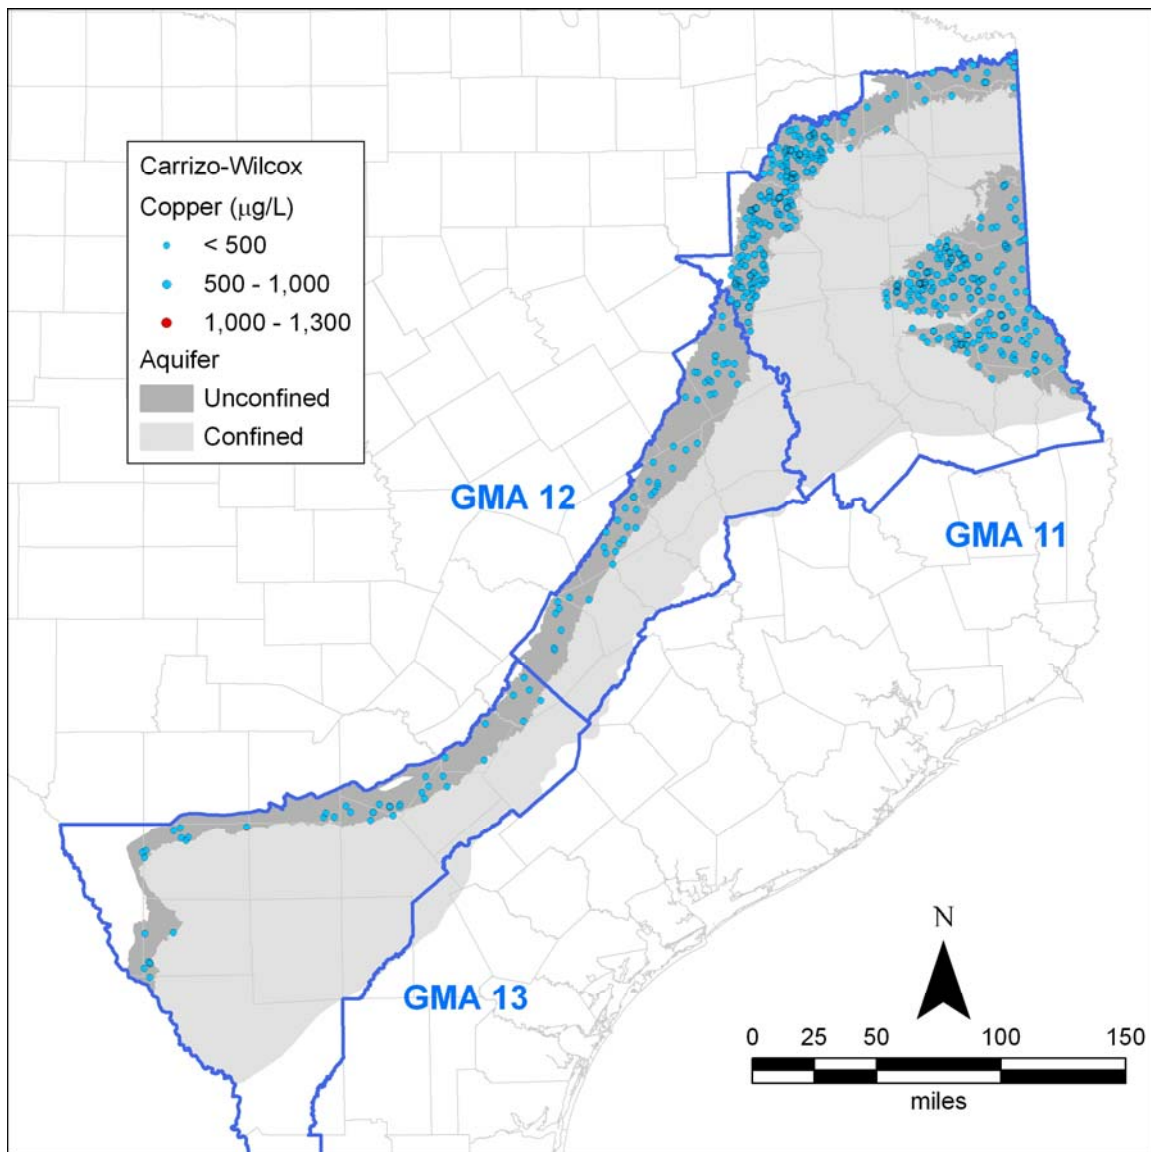 Carrizo-Wilcox
Copper (µg/L)
< 500
500 - 1,000
1,000 - 1,300
Aquifer
Unconfined
Confined
GMA 12
GMA 11
GMA 13
N
0 25 50 100 150
miles